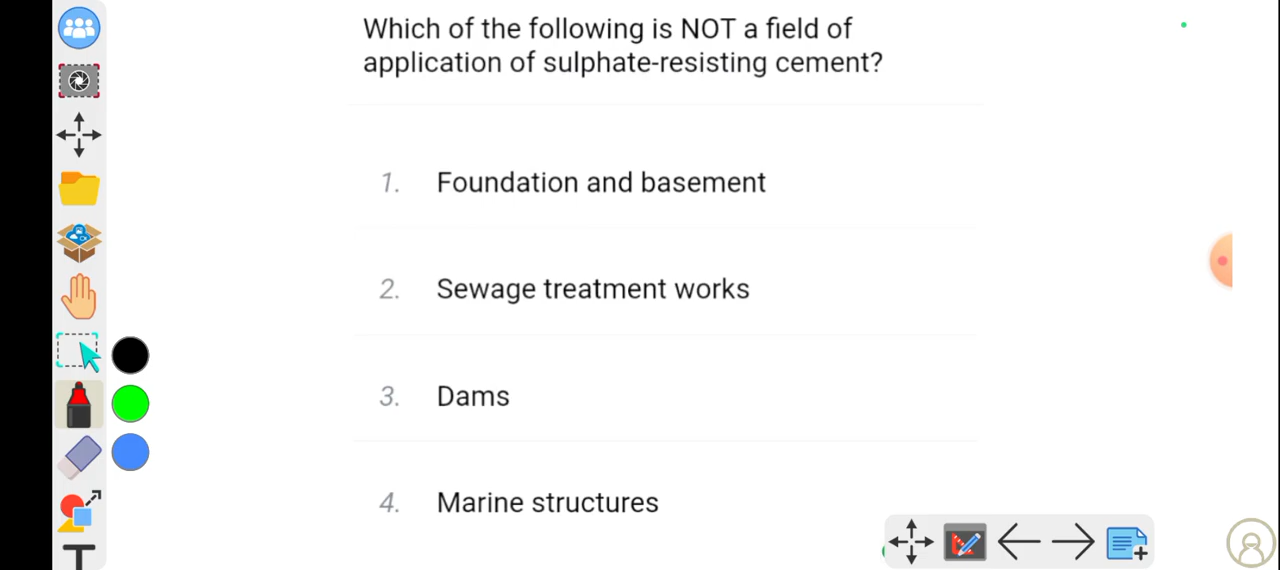 Which of the following is NOT a field of
application of sulphate-resisting cement?
1. Foundation and basement
2. Sewage treatment works
3. Dams
4. Marine structures
T